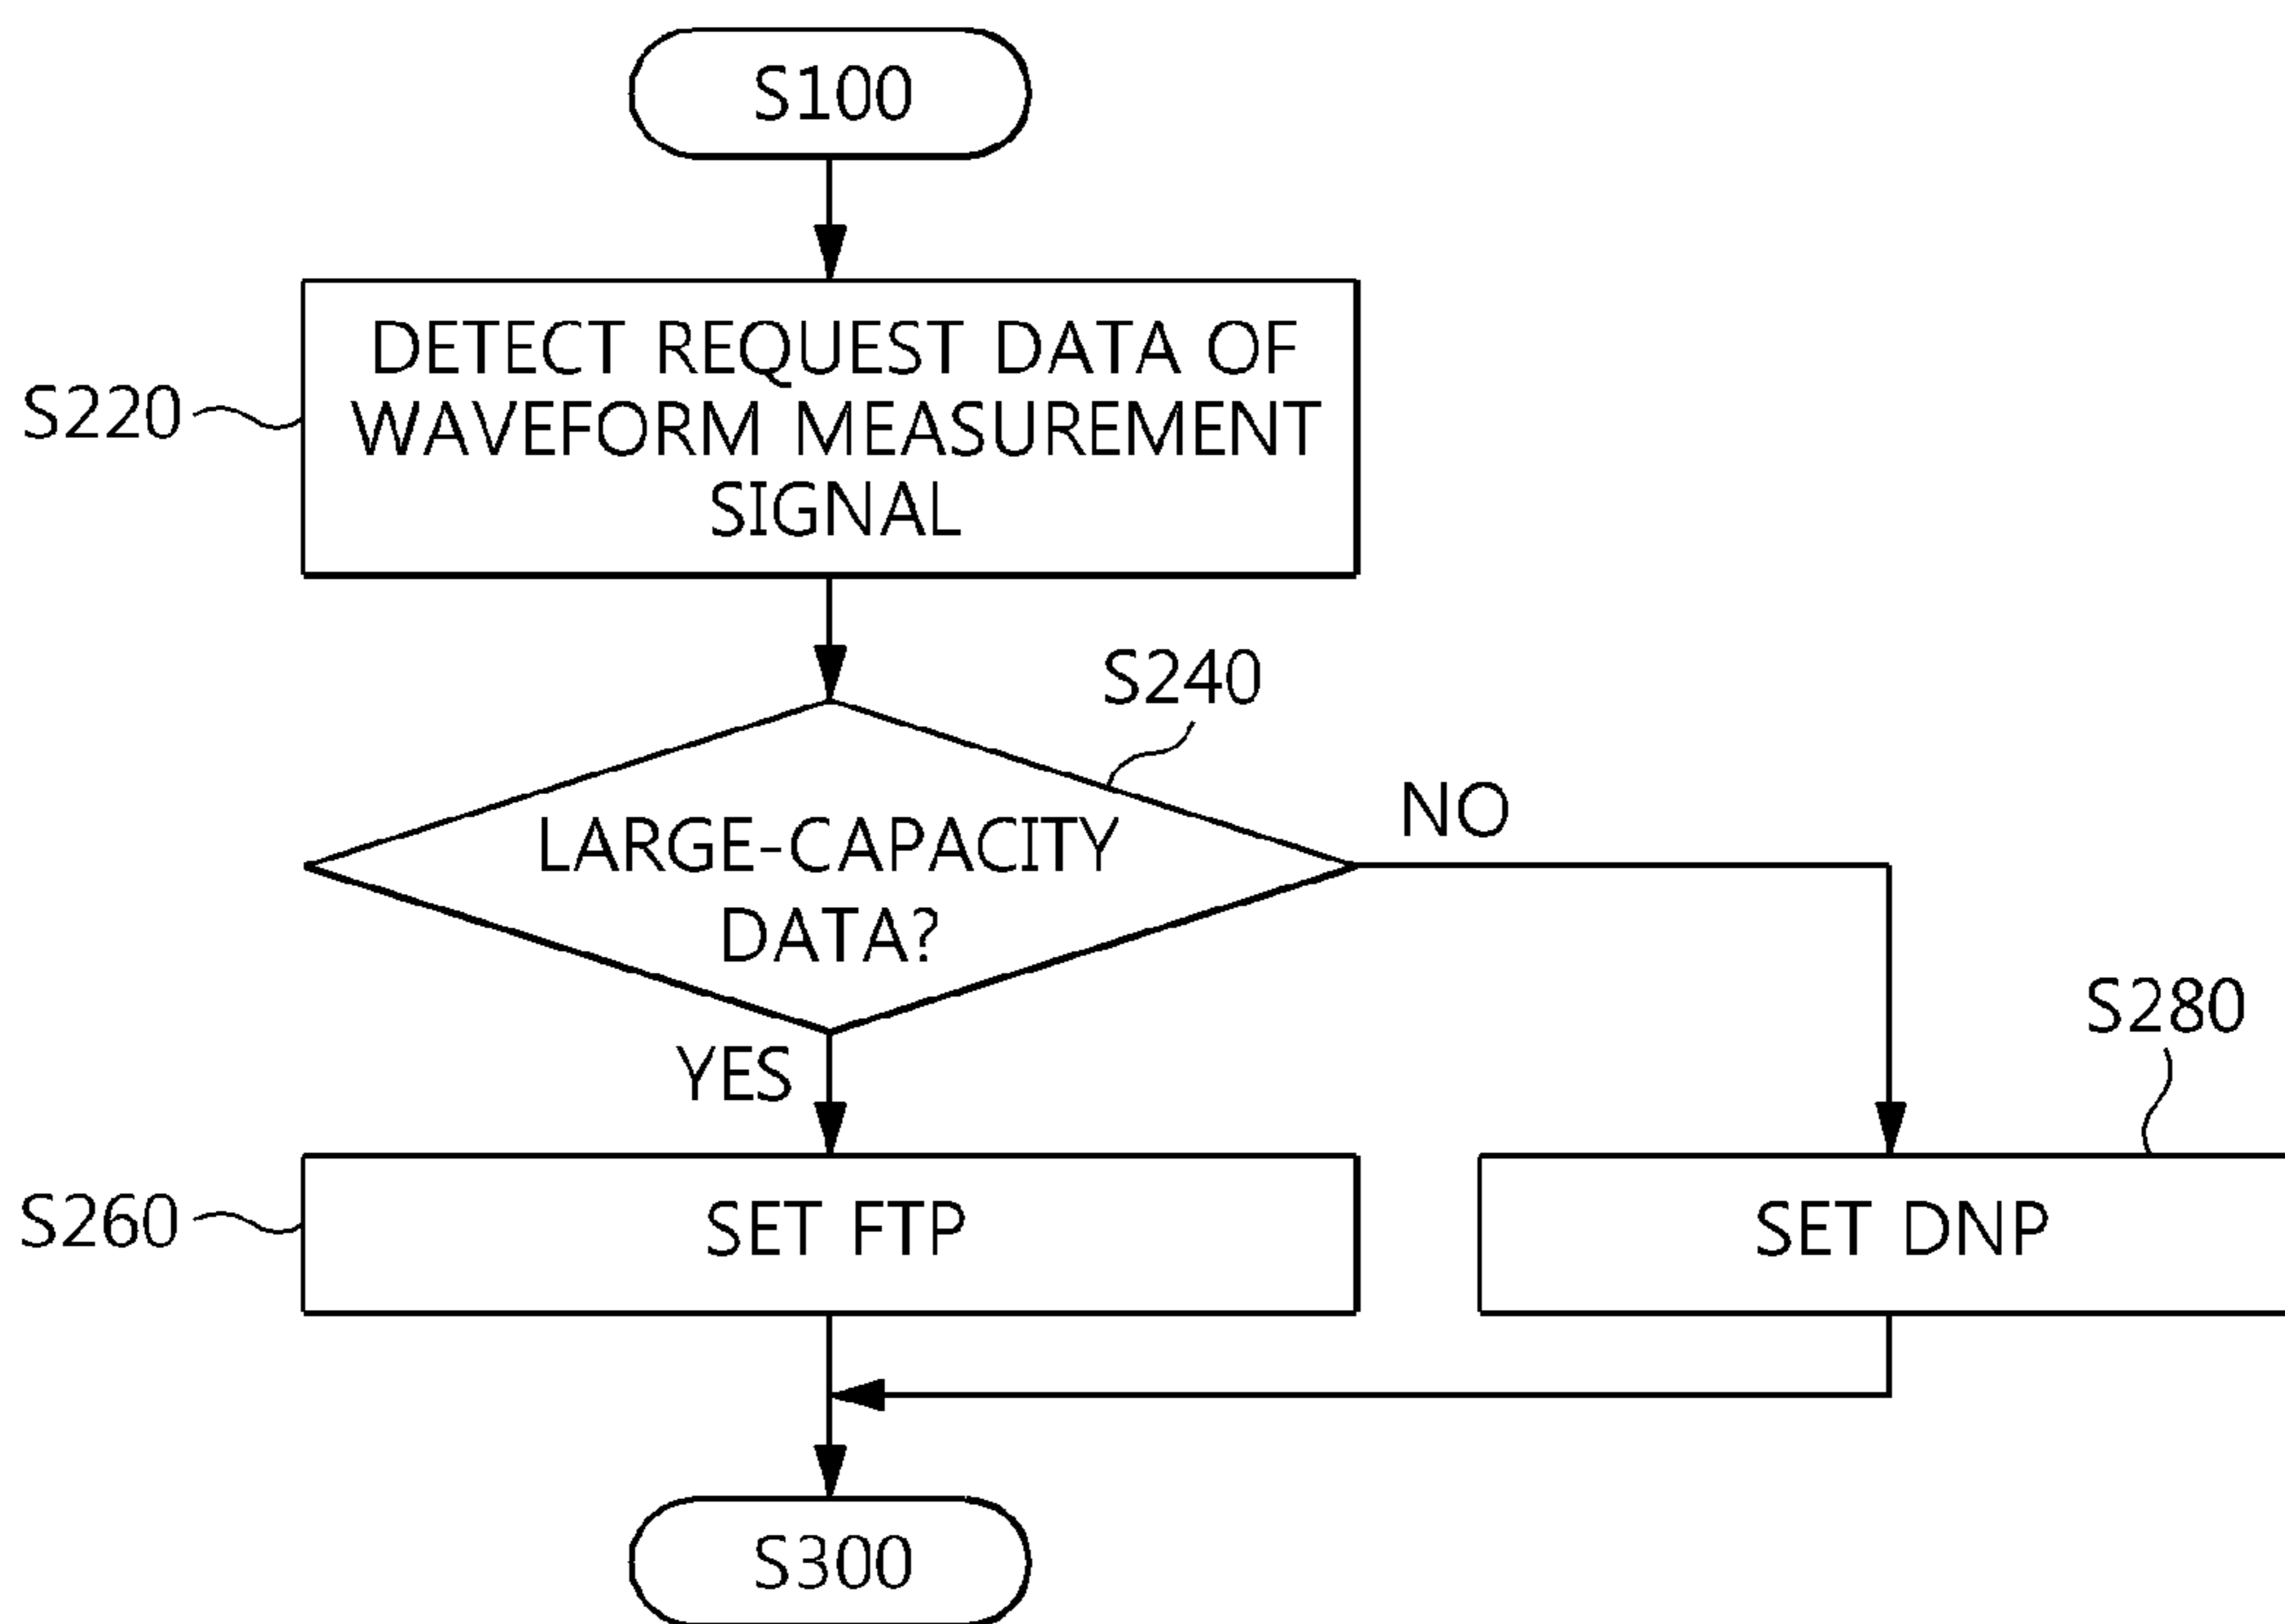 S100
S220
DETECT REQUEST DATA OF
WAVEFORM MEASUREMENT
SIGNAL
S240
LARGE-CAPACITY
DATA?
NO
YES
S280
S260
SET FTP
SET DNP
S300